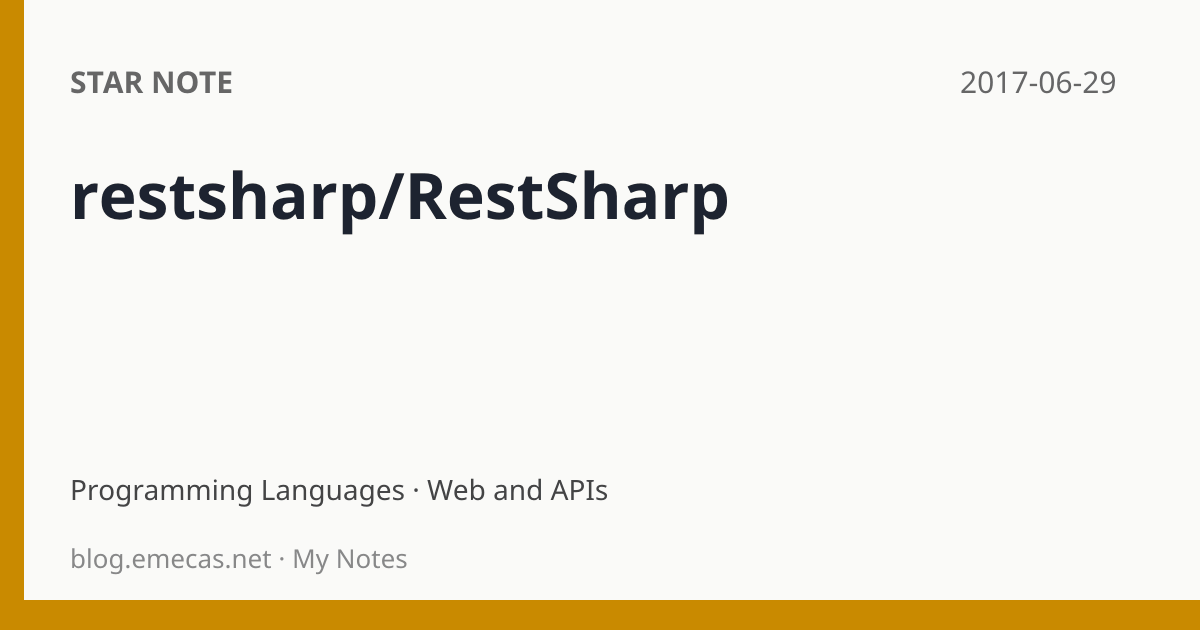 STAR NOTE
2017-06-29
restsharp/RestSharp
Programming Languages · Web and APIs
blog.emecas.net · My Notes